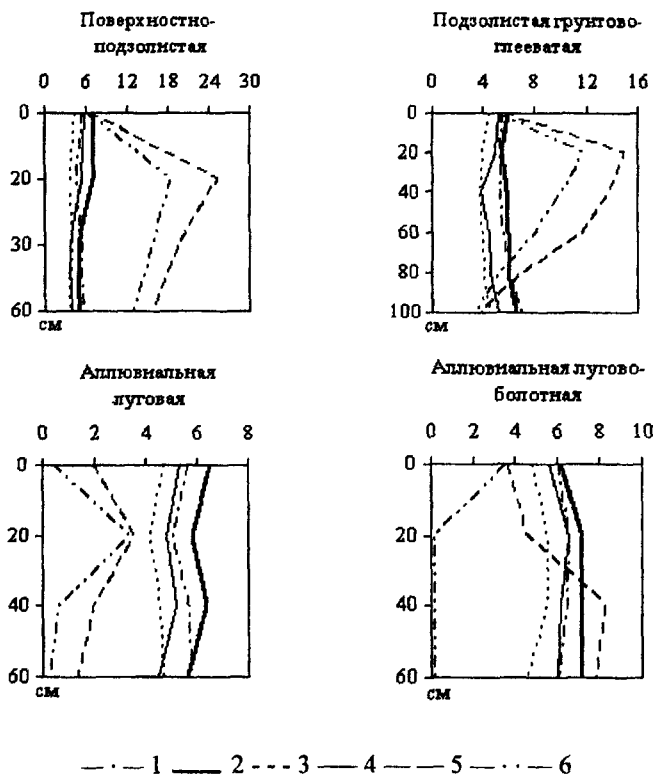 Поверхностно-
подзолистая
0 6 12 18 24 30
0
20
30
60
см
Подзолистая грунтово-
глееватая
0 4 8 12 16
0
20
40
60
80
100
см
Аллювиальная
луговая
0 2 4 6 8
0
20
40
60
см
Аллювиальная лугово-
болотная
0 2 4 6 8 10
0
20
40
60
см
1 2 3 4 5 6